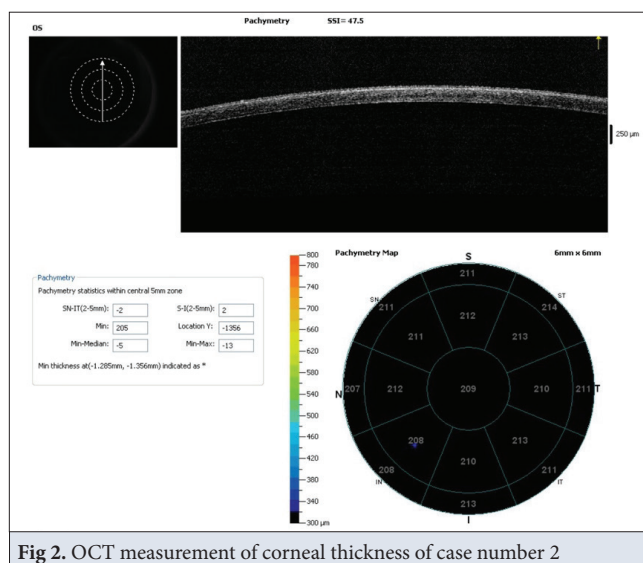 Pachymetry SSI= 47.5
OS
250 µm
Pachymetry
Pachymetry statistics within central 5mm zone
SN-IT(2-5mm): -2 S-I(2-5mm): 2
Min: 205 Location Y: -1356
Min-Median: -5 Min-Max: -13
Min thickness at(-1.285mm, -1.356mm) indicated as *
800
780
740
700
660
620
580
540
500
460
420
380
340
300 µm
Pachymetry Map 6mm x 6mm
S
211
SN 211 ST 214
212
211 213
N 207 212 209 210 211 T
208 * 213
210
IN 208 IT 211
213
I
Fig 2. OCT measurement of corneal thickness of case number 2